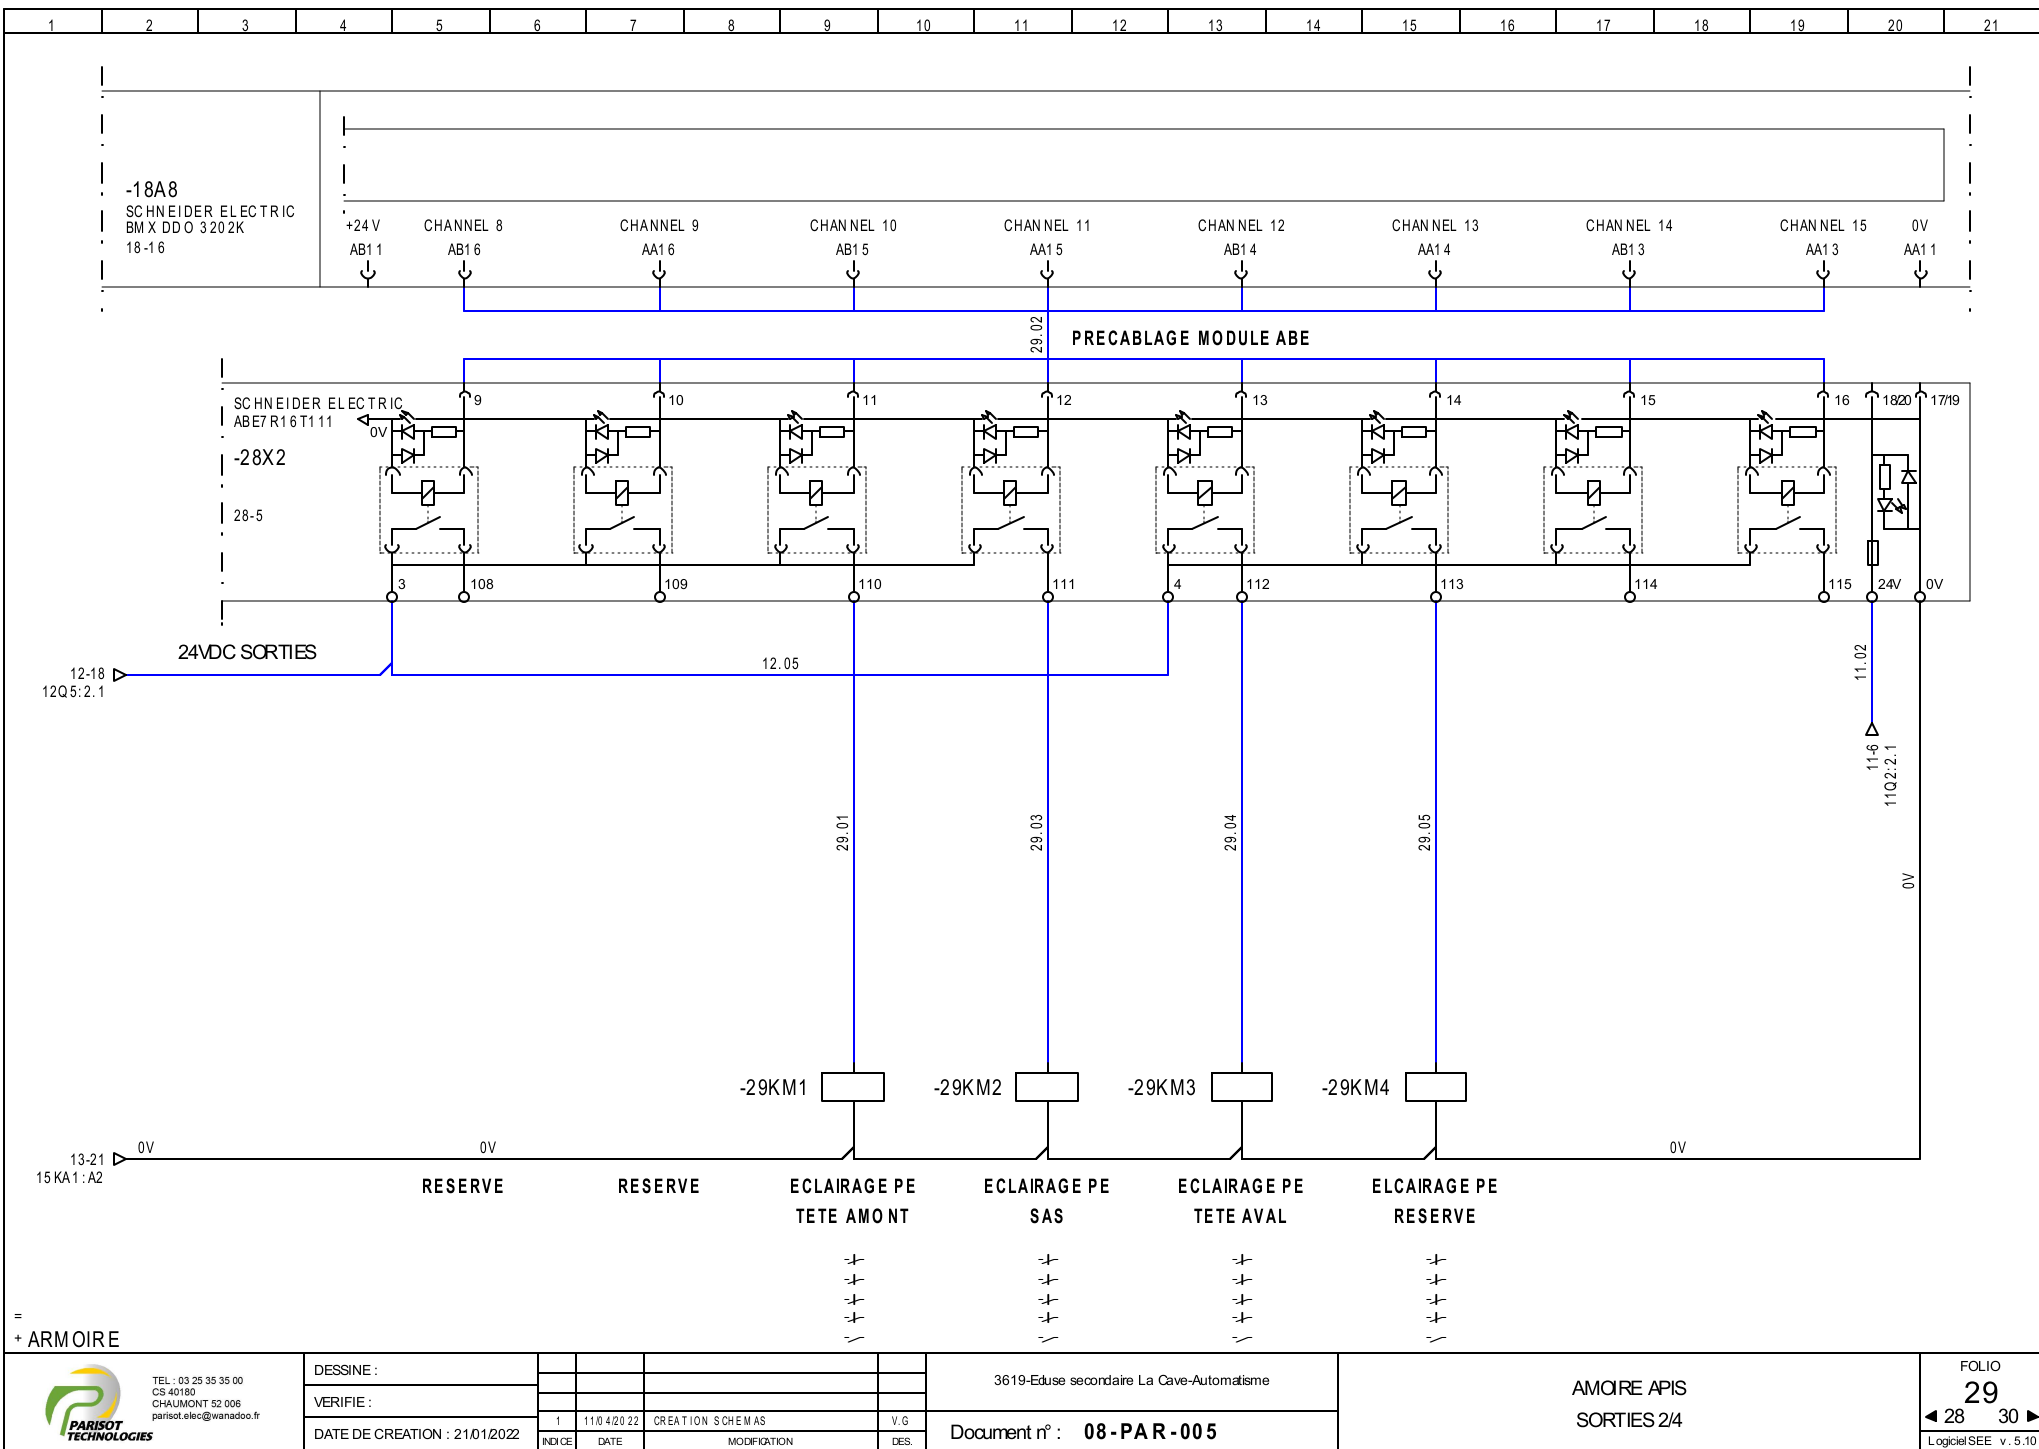 1 2 3 4 5 6 7 8 9 10 11 12 13 14 15 16 17 18 19 20 21
-18A8
SCHNEIDER ELECTRIC
BMX DDO 3202K
18-16
+24V CHANNEL 8 CHANNEL 9 CHANNEL 10 CHANNEL 11 CHANNEL 12 CHANNEL 13 CHANNEL 14 CHANNEL 15 0V
AB11 AB16 AA16 AB15 AA15 AB14 AA14 AB13 AA13 AA11
29.02
PRECABLAGE MODULE ABE
SCHNEIDER ELECTRIC
ABE7R16T111
0V
-28X2
28-5
9 10 11 12 13 14 15 16 18/20 17/19
3 108 109 110 111 4 112 113 114 115 24V 0V
24VDC SORTIES
12-18
12Q5:2.1
12.05
11.02
11-6
11Q2:2.1
29.01 29.03 29.04 29.05
0V
-29KM1 -29KM2 -29KM3 -29KM4
0V 0V 0V
13-21
15KA1:A2
RESERVE RESERVE ECLAIRAGE PE ECLAIRAGE PE ECLAIRAGE PE ELCAIRAGE PE
TETE AMONT SAS TETE AVAL RESERVE
=
+ ARMOIRE
PARISOT
TECHNOLOGIES
TEL : 03 25 35 35 00
CS 40180
CHAUMONT 52 006
parisot.elec@wanadoo.fr
DESSINE :
VERIFIE :
DATE DE CREATION : 21/01/2022
1 11/04/2022 CREATION SCHEMAS V.G
INDICE DATE MODIFICATION DES.
3619-Eduse secondaire La Cave-Automatisme
Document n° : 08-PAR-005
AMOIRE APIS
SORTIES 2/4
FOLIO
29
28 30
Logiciel SEE v.5.10